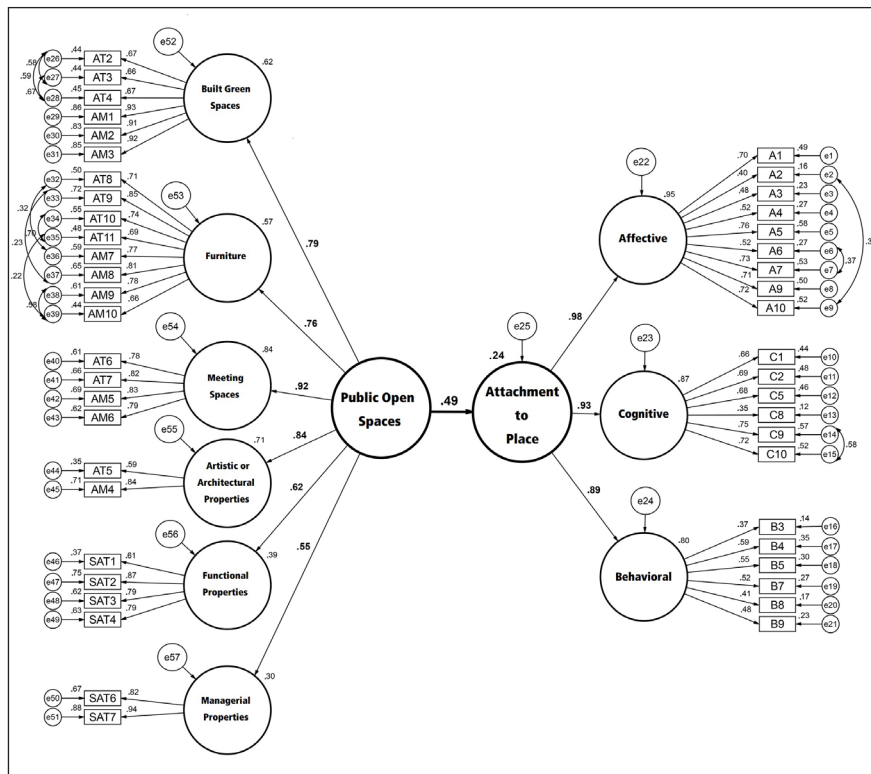 e52
.62
Built Green
Spaces
e26 .44 AT2 .67
e27 .44 AT3 .66
e28 .45 AT4 .67
e29 .86 AM1 .93
e30 .83 AM2 .91
e31 .85 AM3 .92
.58
.59
.67
e53
.57
Furniture
e32 .50 AT8 .71
e33 .72 AT9 .85
e34 .55 AT10 .74
e35 .48 AT11 .69
e36 .59 AM7 .77
e37 .65 AM8 .81
e38 .61 AM9 .78
e39 .44 AM10 .66
.32
.70
.23
.22
.58
e54
.84
Meeting
Spaces
e40 .61 AT6 .78
e41 .66 AT7 .82
e42 .69 AM5 .83
e43 .62 AM6 .79
e55
.71
Artistic or
Architectural
Properties
e44 .35 AT5 .59
e45 .71 AM4 .84
e56
.39
Functional
Properties
e46 .37 SAT1 .61
e47 .75 SAT2 .87
e48 .62 SAT3 .79
e49 .63 SAT4 .79
e57
.30
Managerial
Properties
e50 .67 SAT6 .82
e51 .88 SAT7 .94
.79
.76
.92
.84
.62
.55
Public Open
Spaces
.49
e25
.24
Attachment
to
Place
.98
.93
.89
e22
.95
Affective
.70 A1 .49 e1
.40 A2 .16 e2
.48 A3 .23 e3
.52 A4 .27 e4
.76 A5 .58 e5
.52 A6 .27 e6
.73 A7 .53 e7
.71 A9 .50 e8
.72 A10 .52 e9
.37
.3
e23
.87
Cognitive
.66 C1 .44 e10
.69 C2 .48 e11
.68 C5 .46 e12
.35 C8 .12 e13
.75 C9 .57 e14
.72 C10 .52 e15
.58
e24
.80
Behavioral
.37 B3 .14 e16
.59 B4 .35 e17
.55 B5 .30 e18
.52 B7 .27 e19
.41 B8 .17 e20
.48 B9 .23 e21